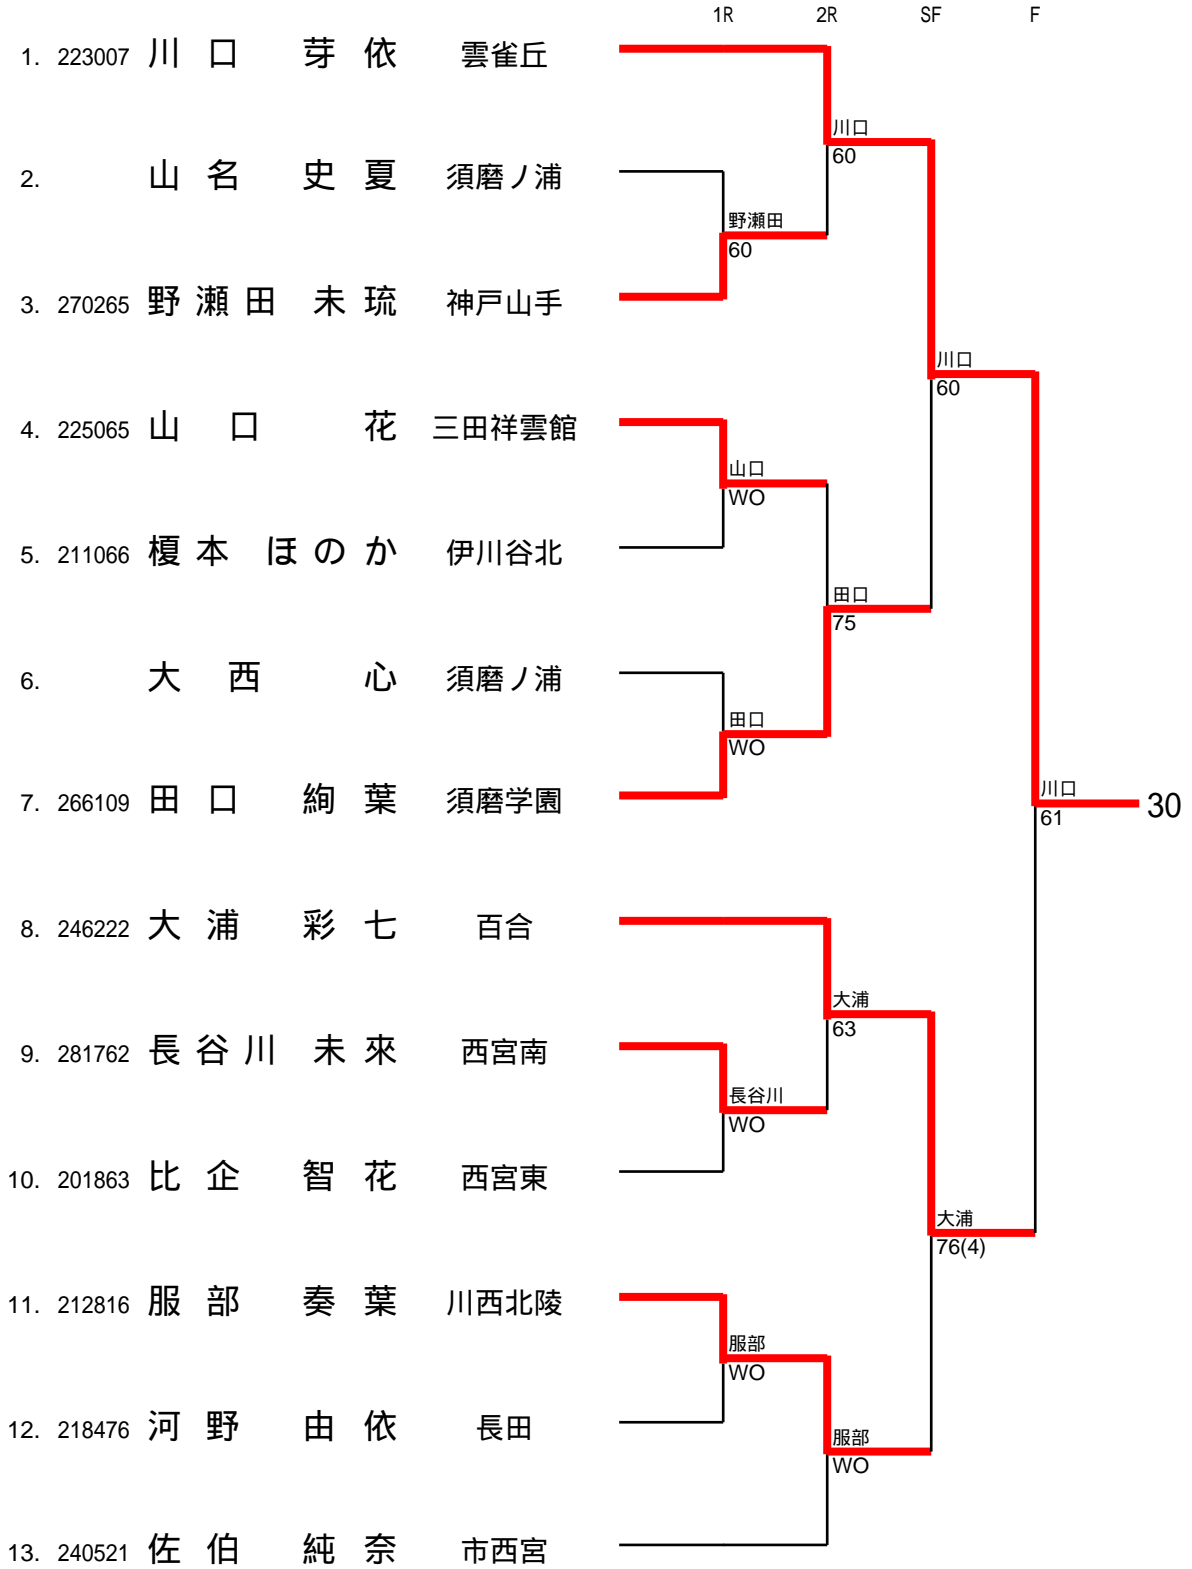 1R 2R SF F
1. 223007 川口 芽依 雲雀丘
川口
60
2. 山名 史夏 須磨ノ浦
野瀬田
60
3. 270265 野瀬田 未琉 神戸山手
川口
60
4. 225065 山口 花 三田祥雲館
山口
WO
5. 211066 榎本 ほのか 伊川谷北
田口
75
6. 大西 心 須磨ノ浦
田口
WO
7. 266109 田口 絢葉 須磨学園
川口
61
30
8. 246222 大浦 彩七 百合
大浦
63
9. 281762 長谷川 未來 西宮南
長谷川
WO
10. 201863 比企 智花 西宮東
大浦
76(4)
11. 212816 服部 奏葉 川西北陵
服部
WO
12. 218476 河野 由依 長田
服部
WO
13. 240521 佐伯 純奈 市西宮